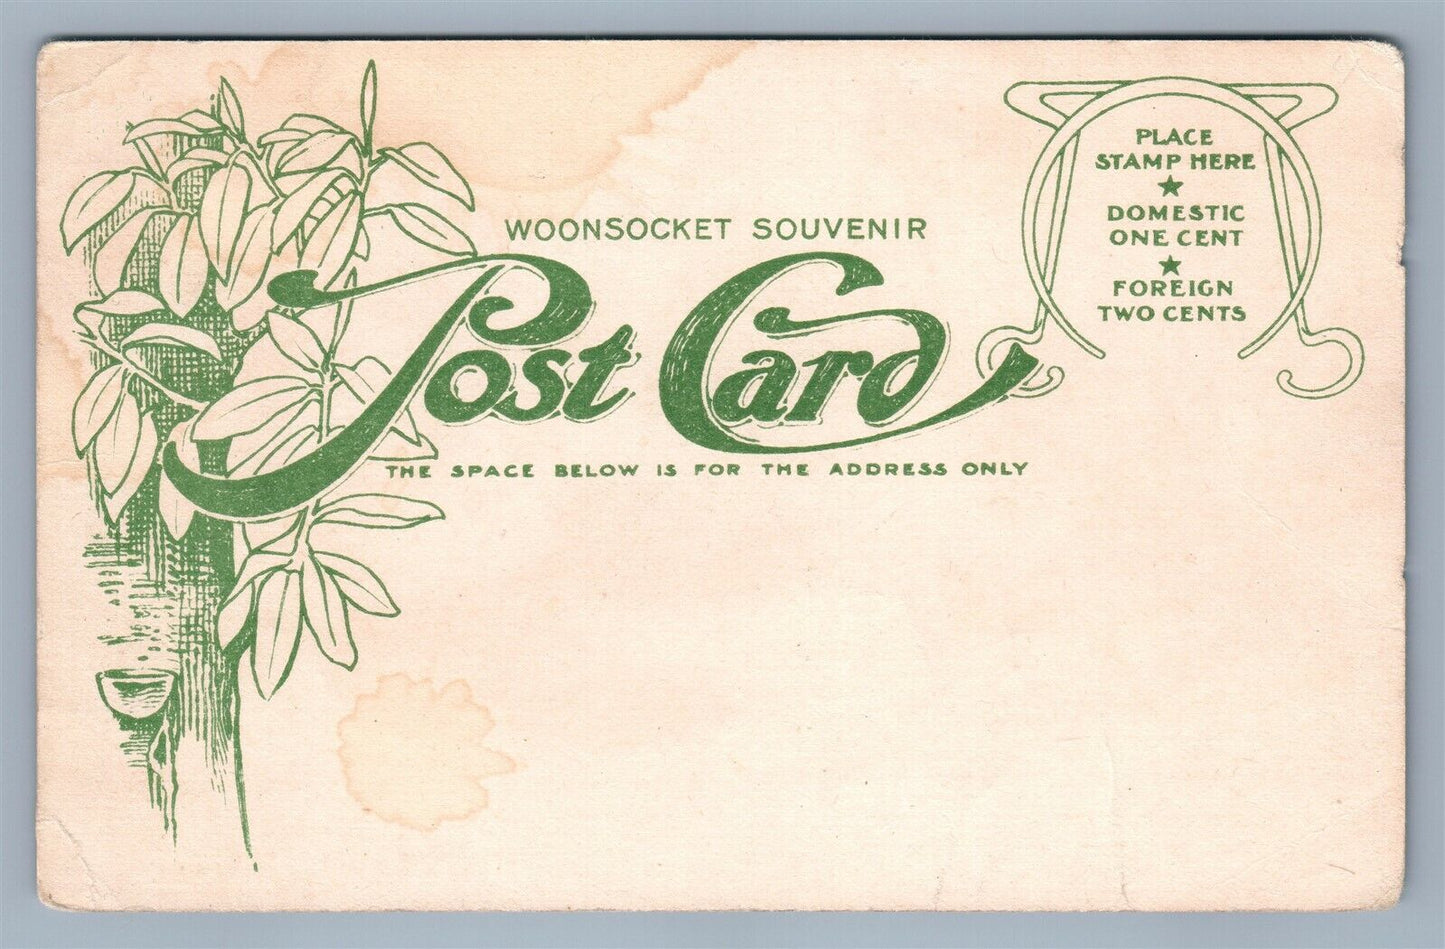 WOONSOCKET SOUVENIR
Post Card
THE SPACE BELOW IS FOR THE ADDRESS ONLY
PLACE
STAMP HERE
★
DOMESTIC
ONE CENT
★
FOREIGN
TWO CENTS